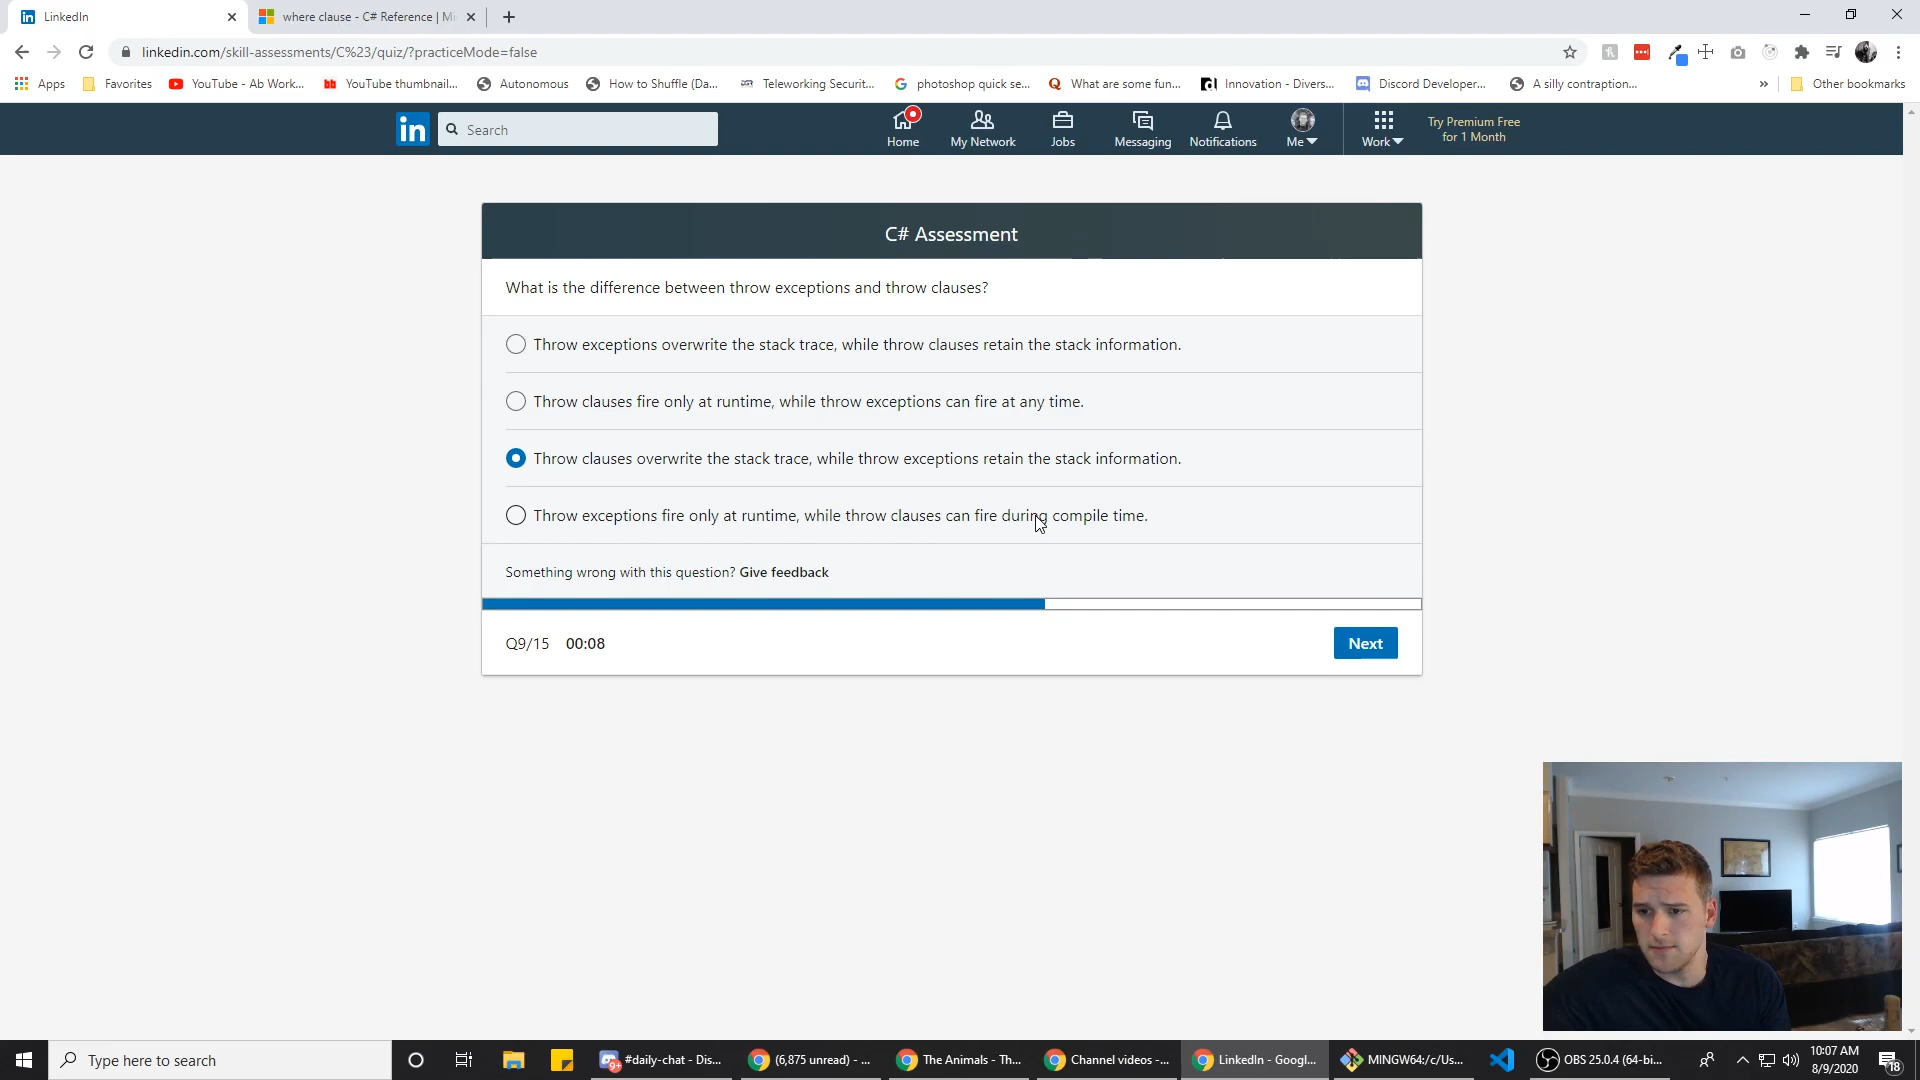 LinkedIn
where clause - C# Reference | Mi
linkedin.com/skill-assessments/C%23/quiz/?practiceMode=false
Apps
Favorites
YouTube - Ab Work...
YouTube thumbnail...
Autonomous
How to Shuffle (Da...
Teleworking Securit...
photoshop quick se...
What are some fun...
Innovation - Divers...
Discord Developer...
A silly contraption...
»
Other bookmarks
in
Search
Home
My Network
Jobs
Messaging
Notifications
Me
Work
Try Premium Free
for 1 Month
C# Assessment
What is the difference between throw exceptions and throw clauses?
Throw exceptions overwrite the stack trace, while throw clauses retain the stack information.
Throw clauses fire only at runtime, while throw exceptions can fire at any time.
Throw clauses overwrite the stack trace, while throw exceptions retain the stack information.
Throw exceptions fire only at runtime, while throw clauses can fire during compile time.
Something wrong with this question? Give feedback
Q9/15 00:08
Next
Type here to search
#daily-chat - Dis...
(6,875 unread) - ...
The Animals - Th...
Channel videos -...
LinkedIn - Googl...
MINGW64:/c/Us...
OBS 25.0.4 (64-bi...
10:07 AM
8/9/2020
18